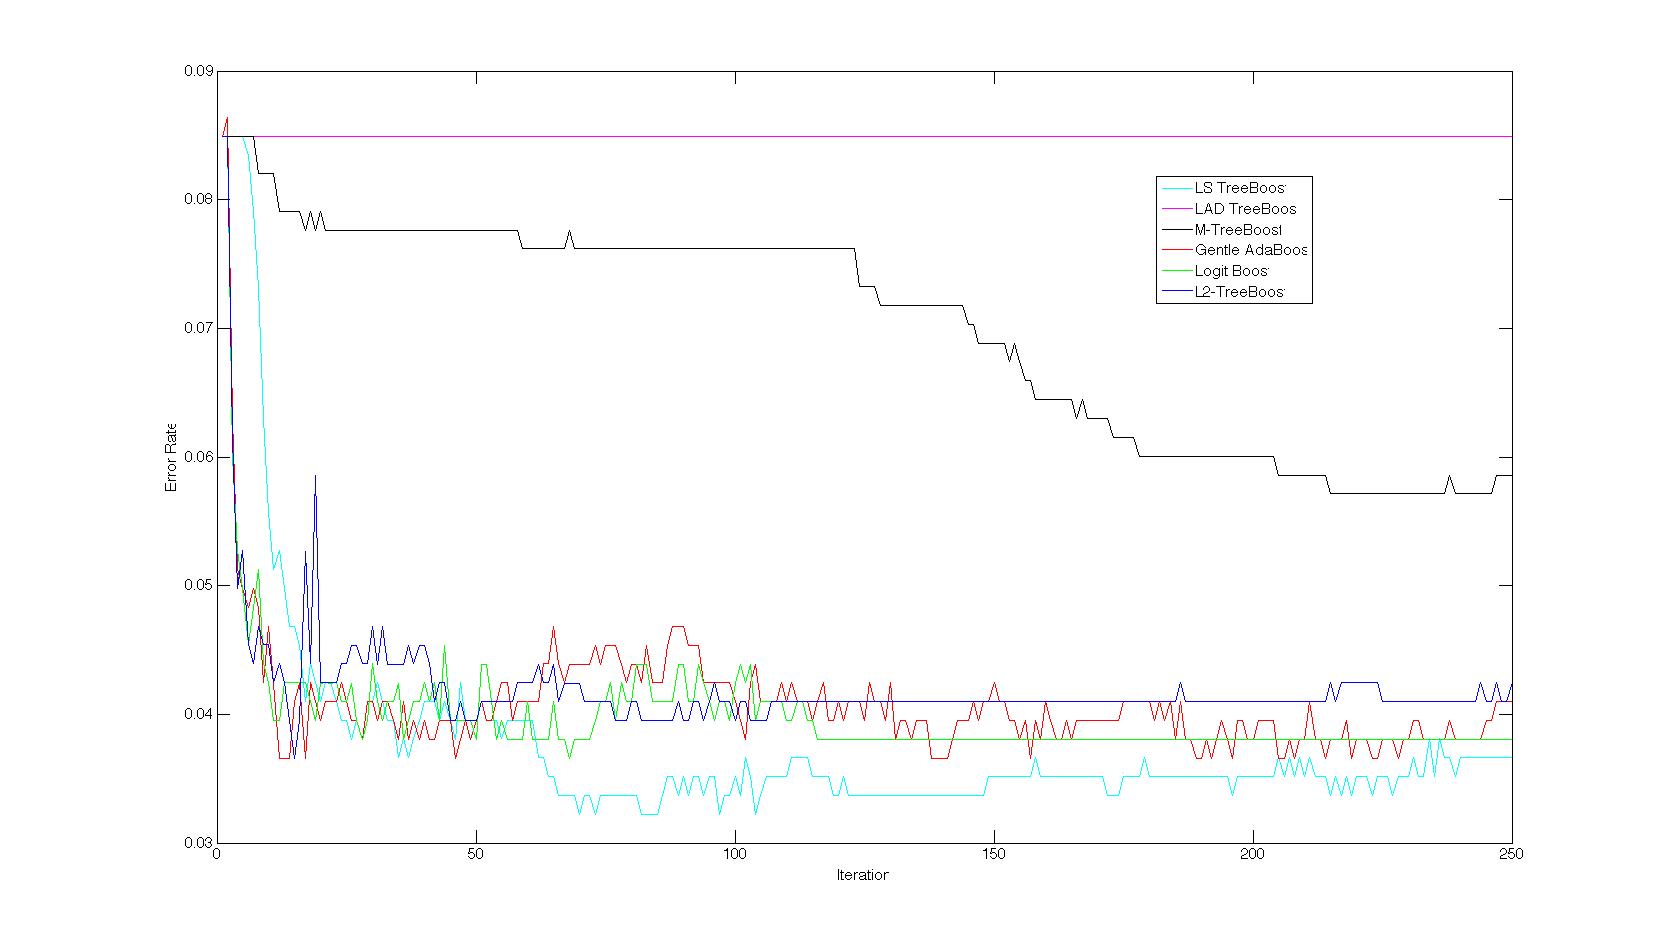 0.09
0.08
0.07
0.06
0.05
0.04
0.03
Error Rate
LS TreeBoos
LAD TreeBoos
M-TreeBoost
Gentle AdaBoos
Logit Boos
L2-TreeBoos
0 50 100 150 200 250
Iteration